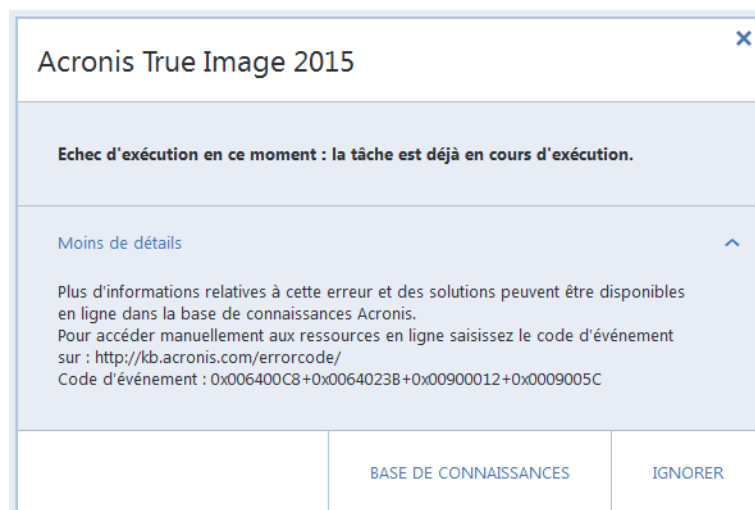 Acronis True Image 2015
Echec d'exécution en ce moment : la tâche est déjà en cours d'exécution.
Moins de détails
Plus d'informations relatives à cette erreur et des solutions peuvent être disponibles
en ligne dans la base de connaissances Acronis.
Pour accéder manuellement aux ressources en ligne saisissez le code d'événement
sur : http://kb.acronis.com/errorcode/
Code d'événement : 0x006400C8+0x0064023B+0x00900012+0x0009005C
BASE DE CONNAISSANCES
IGNORER